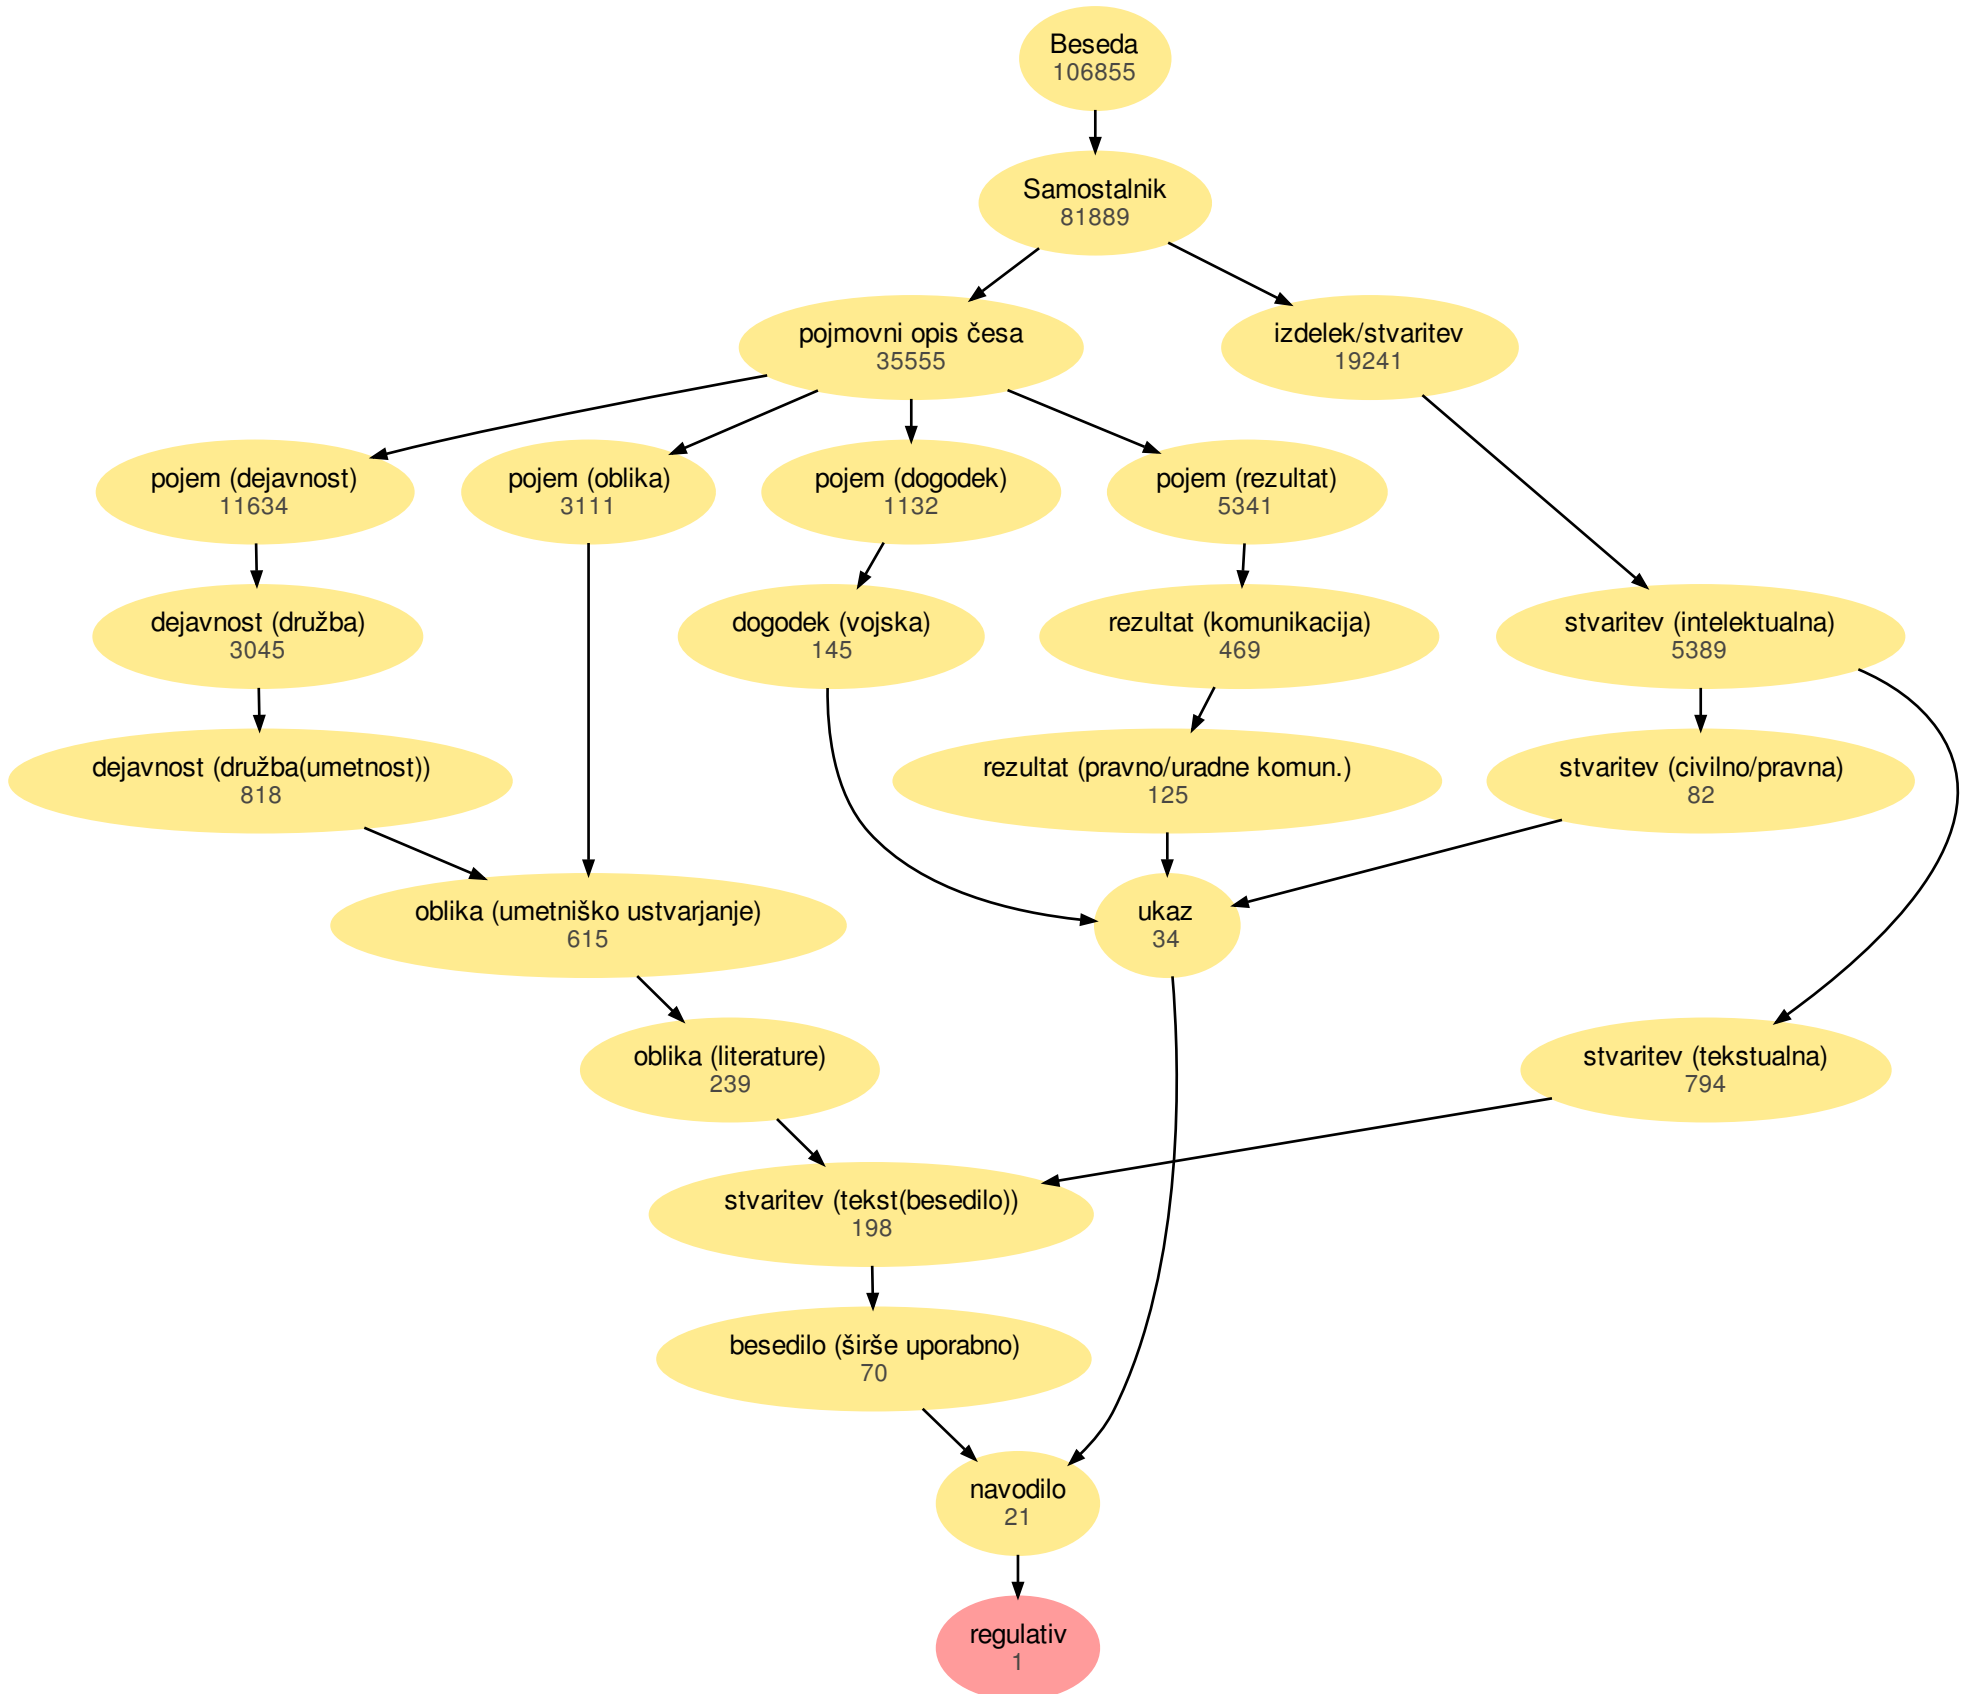 Beseda
106855
Samostalnik
81889
pojmovni opis česa
35555
izdelek/stvaritev
19241
pojem (dejavnost)
11634
pojem (oblika)
3111
pojem (dogodek)
1132
pojem (rezultat)
5341
dejavnost (družba)
3045
dogodek (vojska)
145
rezultat (komunikacija)
469
stvaritev (intelektualna)
5389
dejavnost (družba(umetnost))
818
rezultat (pravno/uradne komun.)
125
stvaritev (civilno/pravna)
82
oblika (umetniško ustvarjanje)
615
ukaz
34
oblika (literature)
239
stvaritev (tekstualna)
794
stvaritev (tekst(besedilo))
198
besedilo (širše uporabno)
70
navodilo
21
regulativ
1